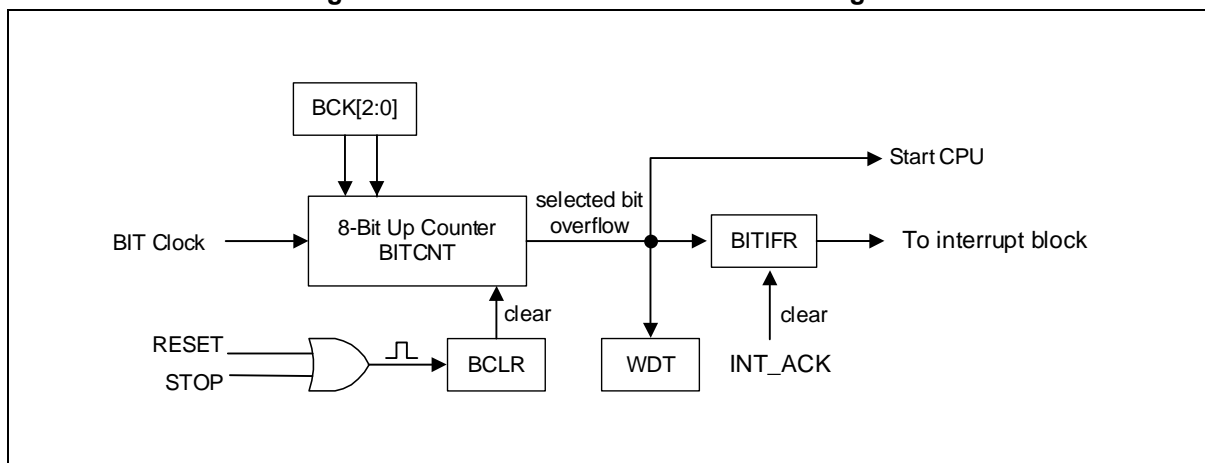 BCK[2:0]
Start CPU
selected bit
overflow
8-Bit Up Counter
BITCNT
BIT Clock
BITIFR
To interrupt block
clear
clear
RESET
STOP
BCLR
WDT
INT_ACK